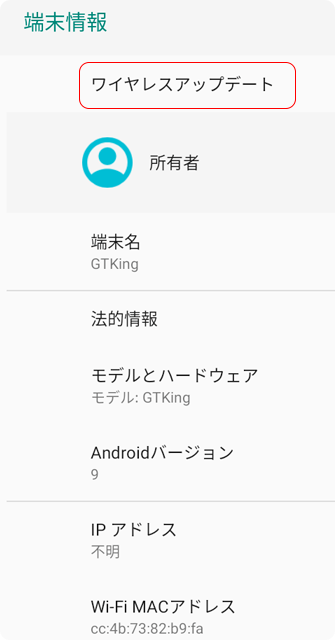 端末情報
ワイヤレスアップデート
所有者
端末名
GTKing
法的情報
モデルとハードウェア
モデル: GTKing
Androidバージョン
9
IP アドレス
不明
Wi-Fi MACアドレス
cc:4b:73:82:b9:fa